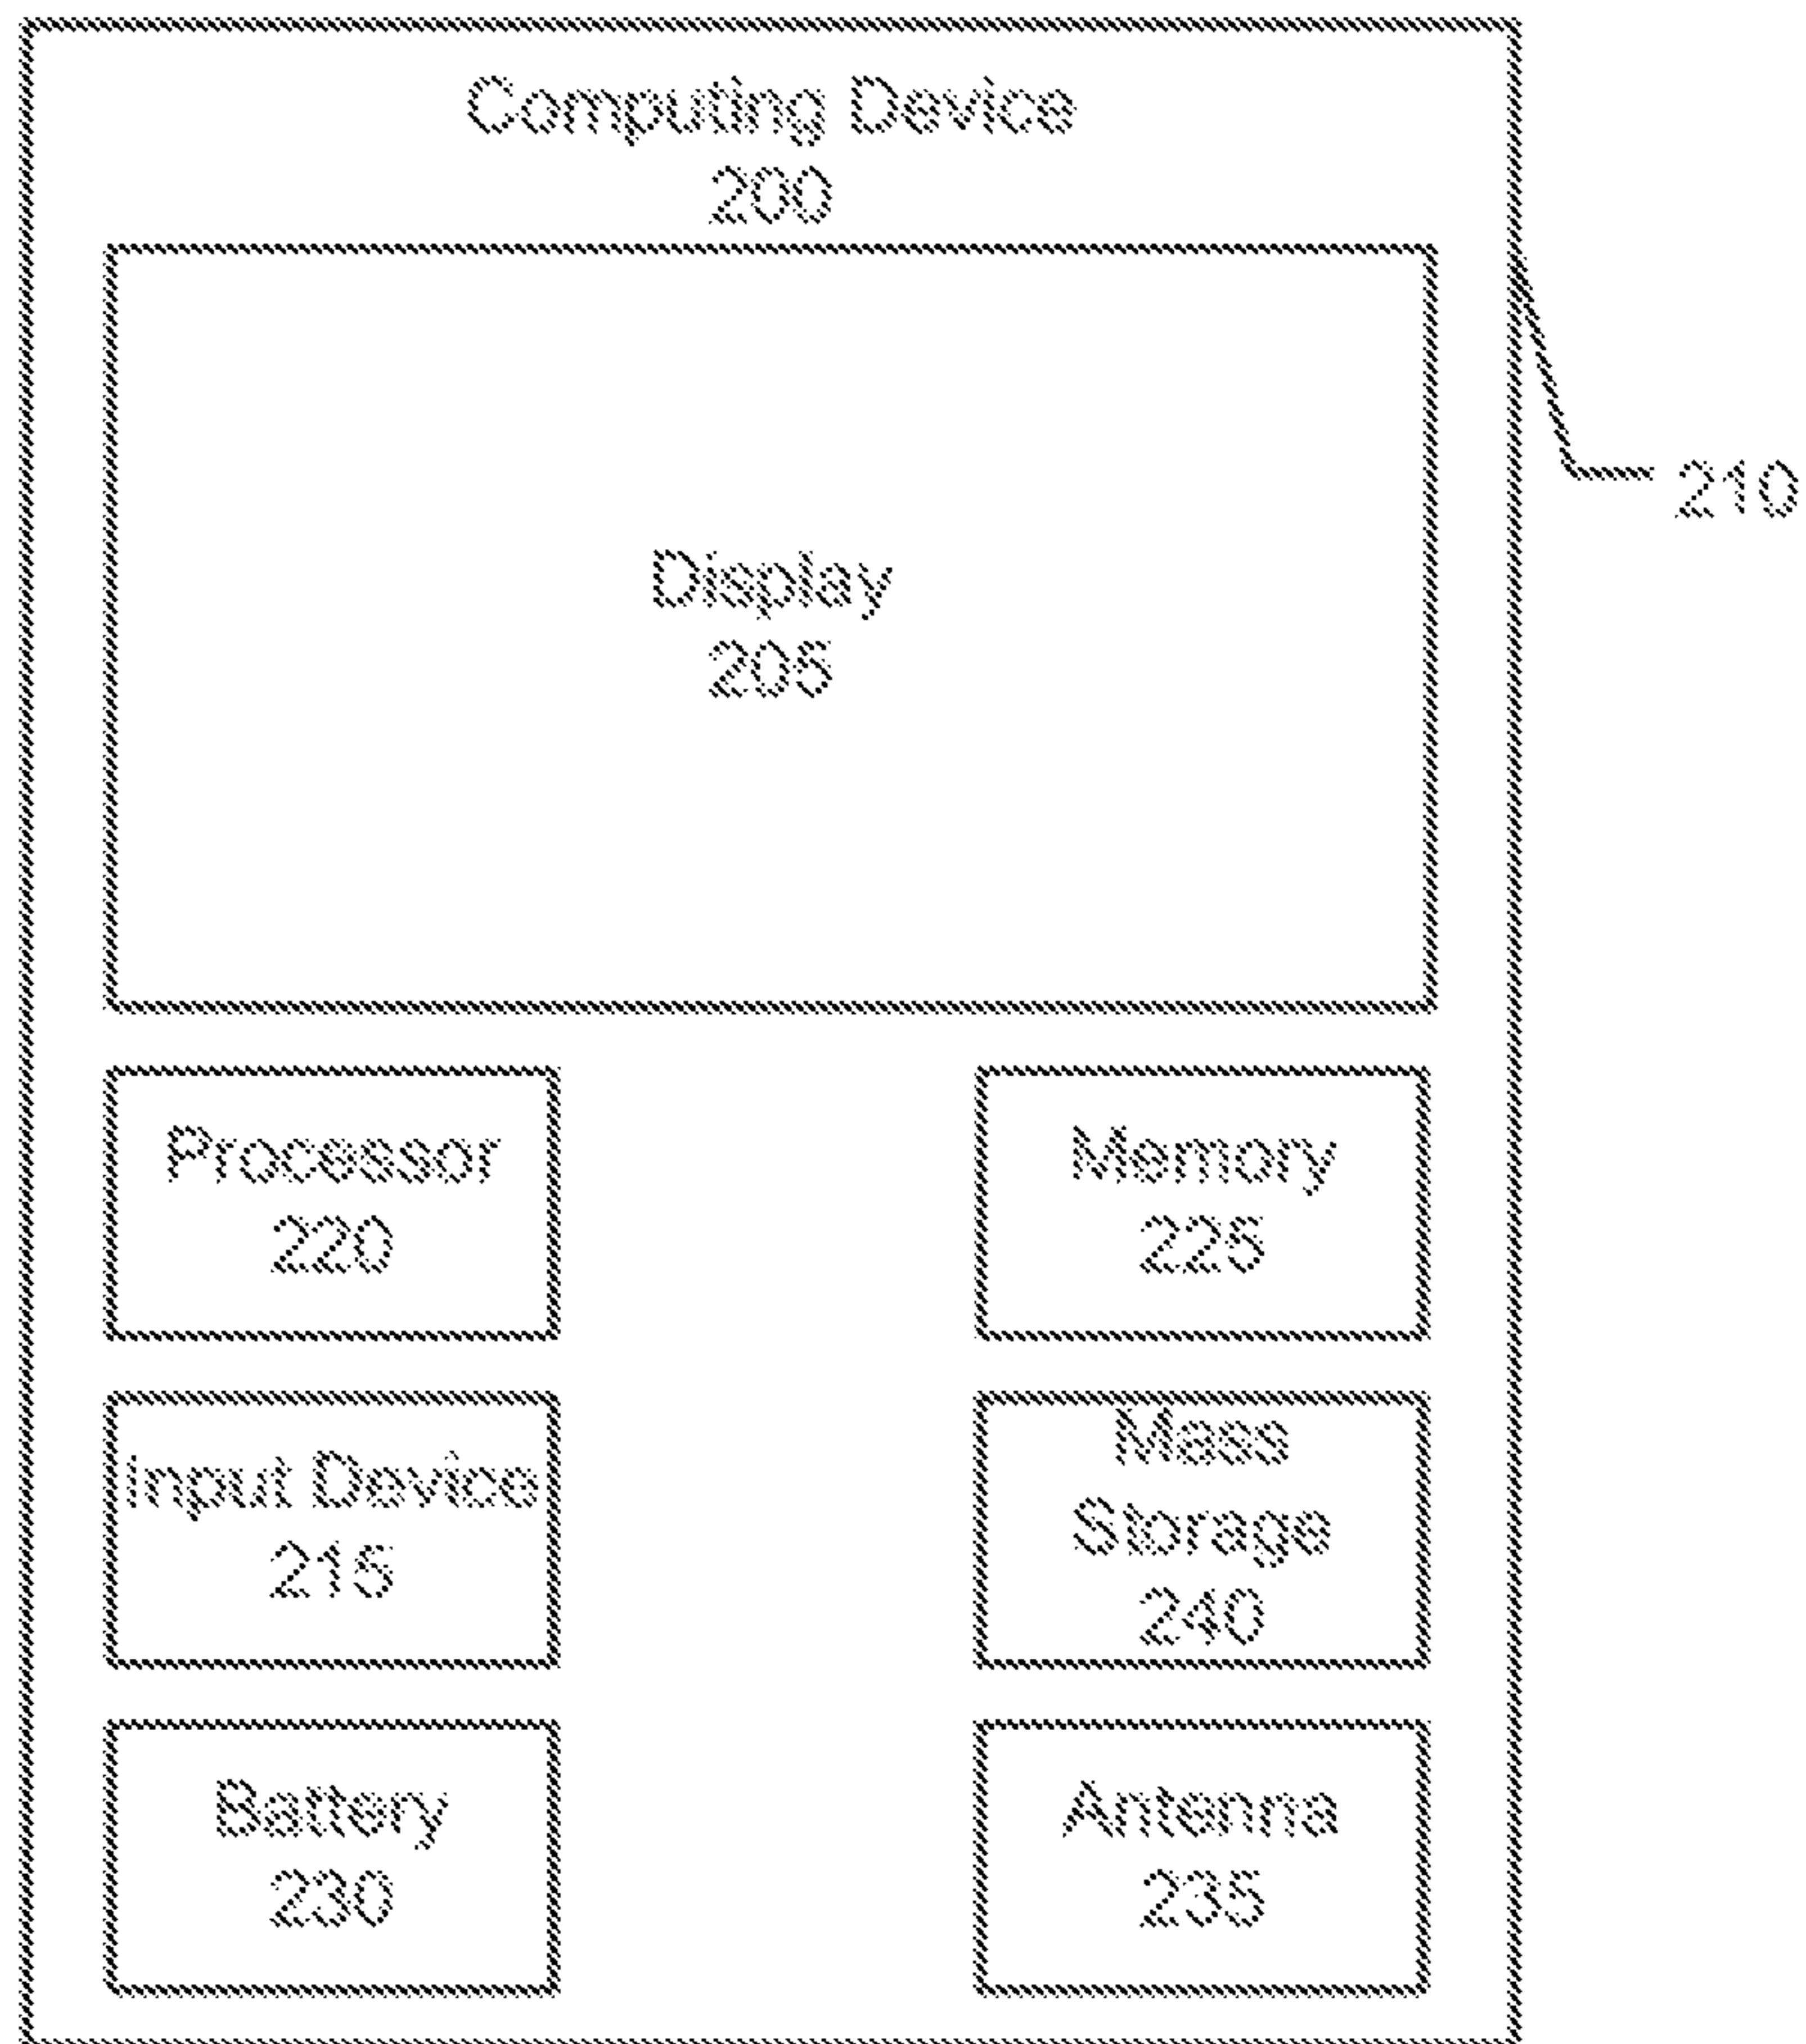 Computing Device
200
210
Display
205
Processor
220
Memory
225
Input Device
215
Mass
Storage
240
Battery
230
Antenna
235